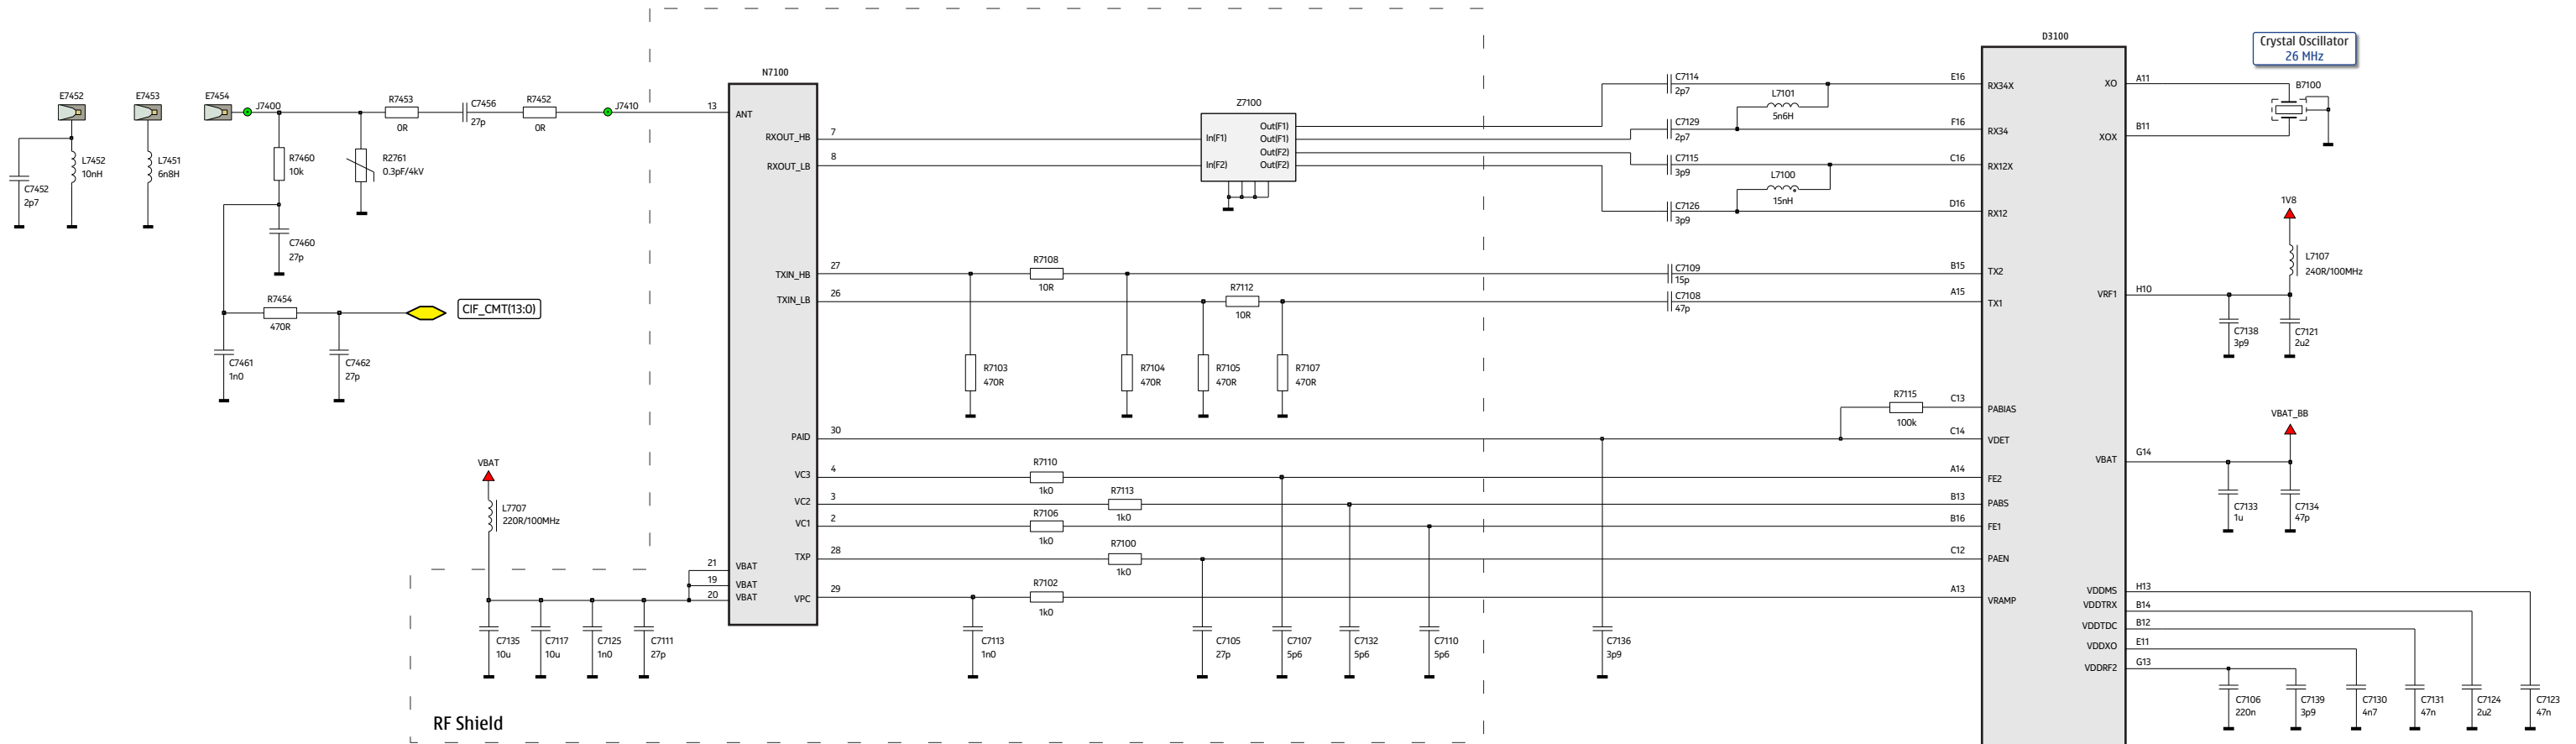 D3100
Crystal Oscillator
26 MHz
N7100
E7452
E7453
E7454
J7400
R7453
0R
C7456
27p
R7452
0R
J7410
13
ANT
L7452
10nH
C7452
2p7
L7451
6n8H
R7460
10k
R2761
0.3pF/4kV
C7460
27p
R7454
470R
CIF_CMT(13:0)
C7461
1n0
C7462
27p
RXOUT_HB
7
RXOUT_LB
8
Z7100
In(F1)
In(F2)
Out(F1)
Out(F1)
Out(F2)
Out(F2)
C7114
2p7
L7101
5n6H
C7129
2p7
C7115
3p9
L7100
15nH
C7126
3p9
E16
RX34X
F16
RX34
C16
RX12X
D16
RX12
XO
A11
B7100
XOX
B11
TXIN_HB
27
R7108
10R
C7109
15p
B15
TX2
TXIN_LB
26
R7112
10R
C7108
47p
A15
TX1
1V8
L7107
240R/100MHz
VRF1
H10
C7138
3p9
C7121
2u2
R7103
470R
R7104
470R
R7105
470R
R7107
470R
R7115
100k
C13
PABIAS
PAID
30
C14
VDET
VBAT_BB
VBAT
G14
C7133
1u
C7134
47p
VC3
4
R7110
1k0
A14
FE2
VC2
3
R7113
1k0
B13
PABS
VC1
2
R7106
1k0
B16
FE1
TXP
28
R7100
1k0
C12
PAEN
VPC
29
R7102
1k0
A13
VRAMP
VBAT
L7707
220R/100MHz
21
VBAT
19
VBAT
20
VBAT
C7135
10u
C7117
10u
C7125
1n0
C7111
27p
C7113
1n0
C7105
27p
C7107
5p6
C7132
5p6
C7110
5p6
C7136
3p9
VDDMS
H13
VDDTRX
B14
VDDTDC
B12
VDDXO
E11
VDDRF2
G13
C7106
220n
C7139
3p9
C7130
4n7
C7131
47n
C7124
2u2
C7123
47n
RF Shield